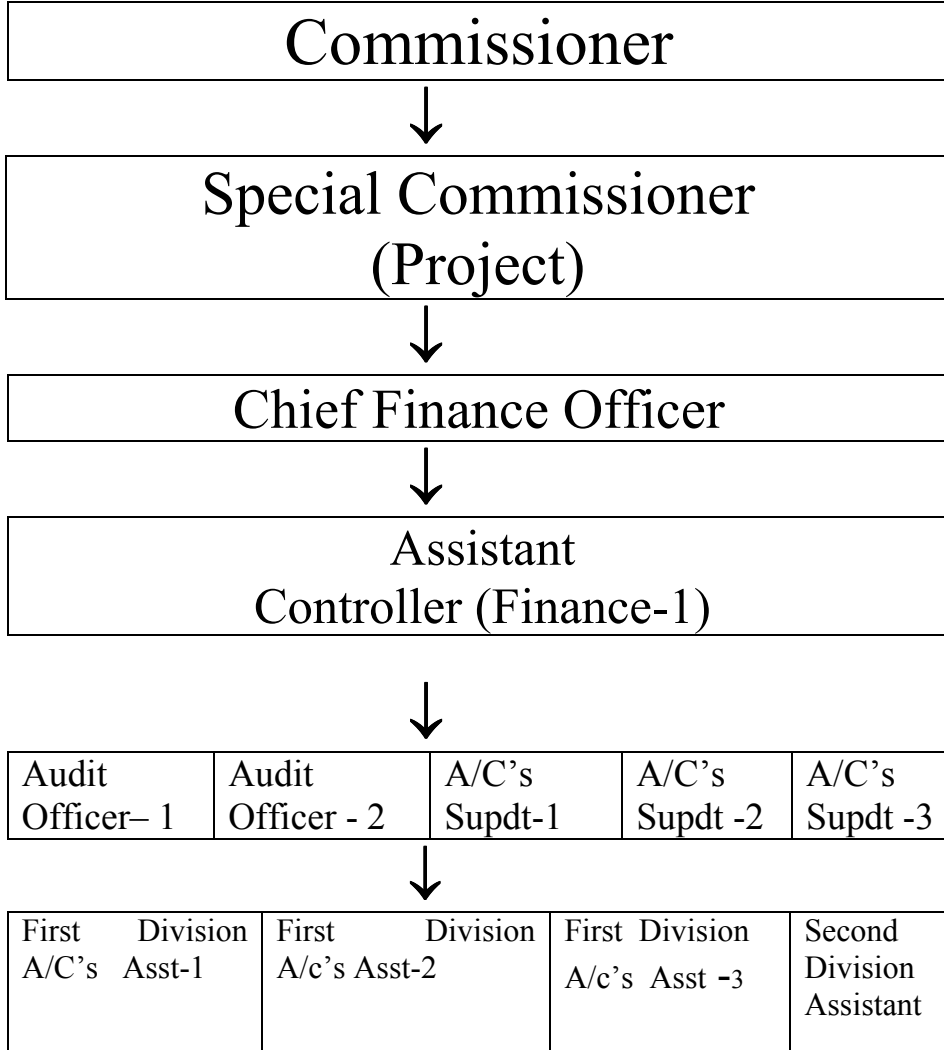 Commissioner
Special Commissioner
(Project)
Chief Finance Officer
Assistant
Controller (Finance-1)
Audit
Officer– 1
Audit
Officer - 2
A/C’s
Supdt-1
A/C’s
Supdt -2
A/C’s
Supdt -3
First Division
A/C’s Asst-1
First Division
A/c’s Asst-2
First Division
A/c’s Asst -3
Second
Division
Assistant